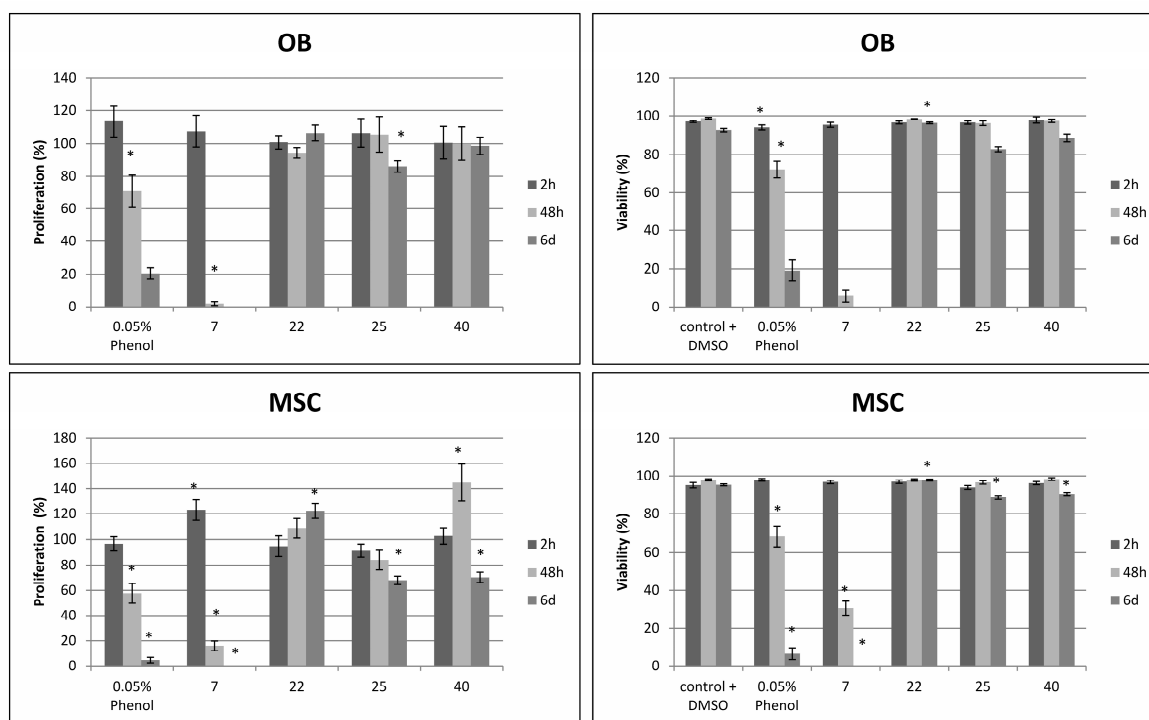 OB
140
120
100
80
60
40
20
0
Proliferation (%)
*
*
*
0.05% Phenol
7
22
25
40
2h
48h
6d
OB
120
100
80
60
40
20
0
Viability (%)
*
*
*
control + DMSO
0.05% Phenol
7
22
25
40
2h
48h
6d
MSC
180
160
140
120
100
80
60
40
20
0
Proliferation (%)
*
*
*
*
*
*
*
*
*
0.05% Phenol
7
22
25
40
2h
48h
6d
MSC
120
100
80
60
40
20
0
Viability (%)
*
*
*
*
*
*
*
control + DMSO
0.05% Phenol
7
22
25
40
2h
48h
6d